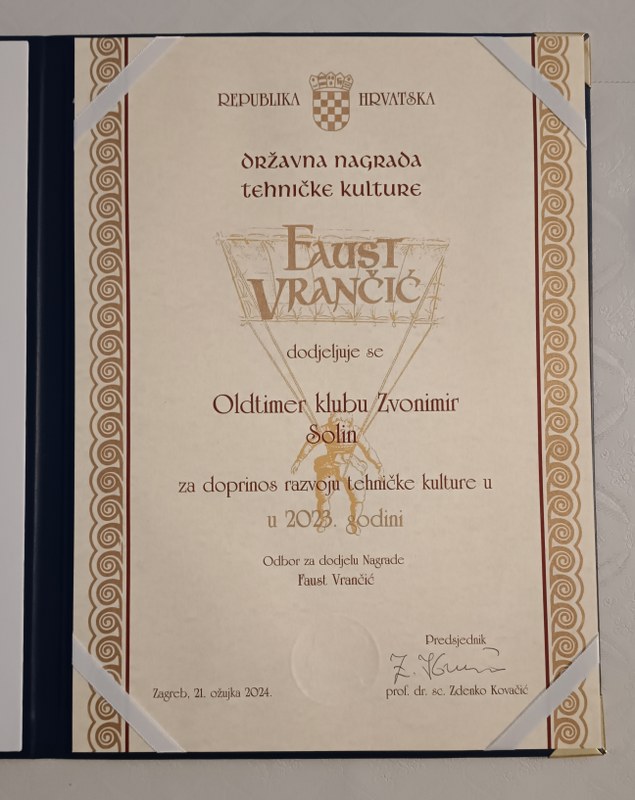 REPUBLIKA HRVATSKA
DRŽAVNA NAGRADA
TEHNIČKE KULTURE
FAUST
VRANČIĆ
dodjeljuje se
Oldtimer klubu Zvonimir
Solin
za doprinos razvoju tehničke kulture u
u 2023. godini
Odbor za dodjelu Nagrade
Faust Vrančić
Predsjednik
Zagreb, 21. ožujka 2024.
prof. dr. sc. Zdenko Kovačić